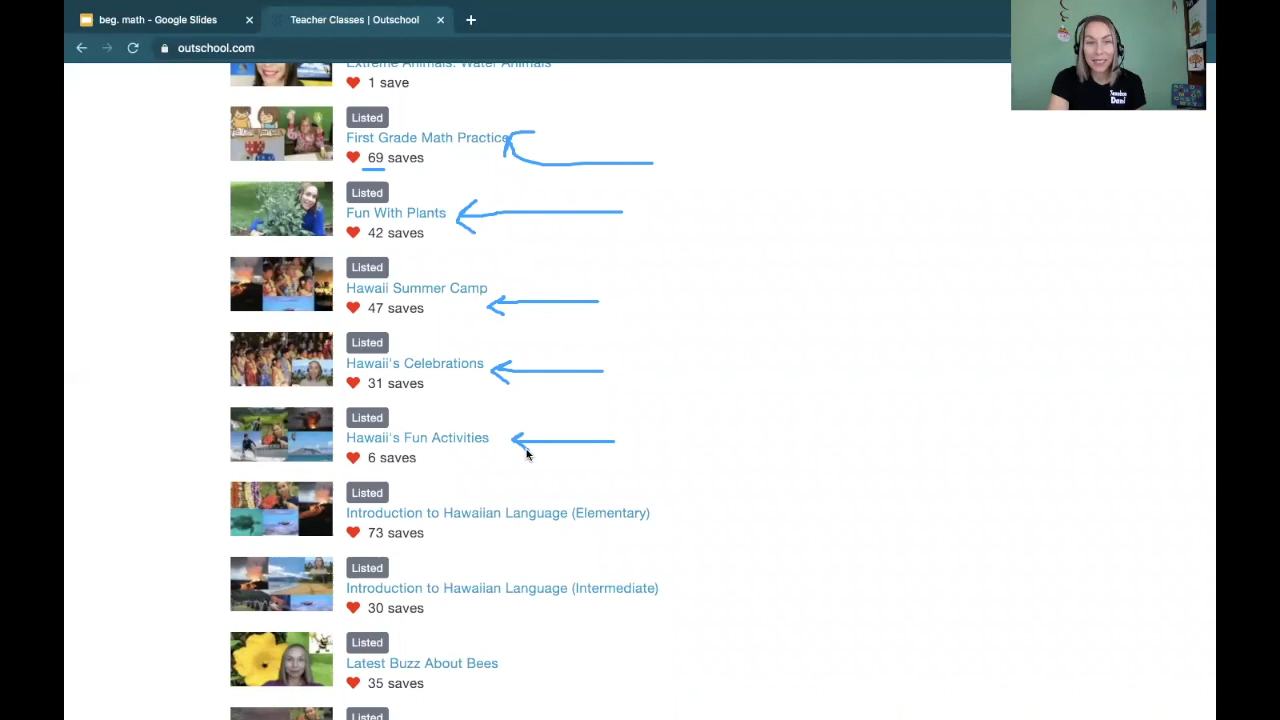 beg. math - Google Slides
Teacher Classes | Outschool
outschool.com
Extreme Animals: Water Animals
1 save
Listed
First Grade Math Practice
69 saves
Listed
Fun With Plants
42 saves
Listed
Hawaii Summer Camp
47 saves
Listed
Hawaii's Celebrations
31 saves
Listed
Hawaii's Fun Activities
6 saves
Listed
Introduction to Hawaiian Language (Elementary)
73 saves
Listed
Introduction to Hawaiian Language (Intermediate)
30 saves
Listed
Latest Buzz About Bees
35 saves
Listed
Dani